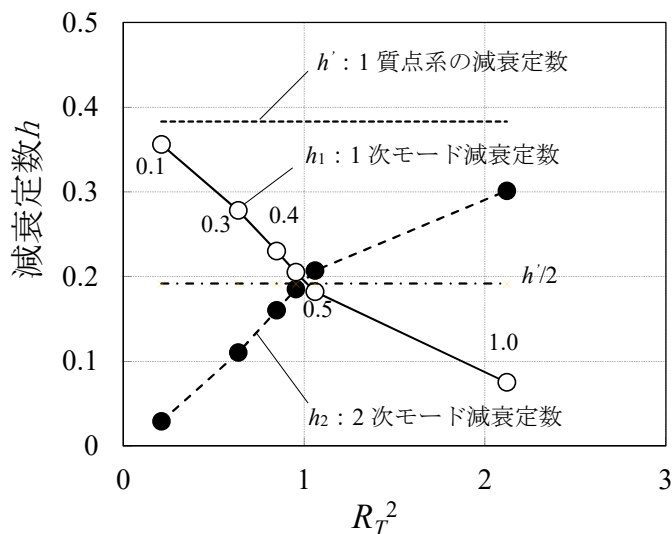 0.5
h'：1 質点系の減衰定数
0.4
h₁：1 次モード減衰定数
0.1
0.3
0.3
0.4
減衰定数h
0.2
h'/2
0.5
1.0
0.1
h₂：2 次モード減衰定数
0
0 1 2 3
R_T²